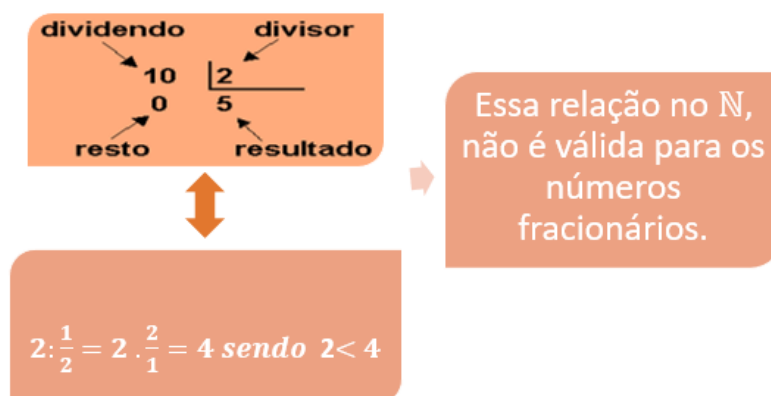 dividendo divisor
10 2
0 5
resto resultado
Essa relação no ℕ,
não é válida para os
números
fracionários.
2:1/2 = 2 . 2/1 = 4 sendo 2< 4